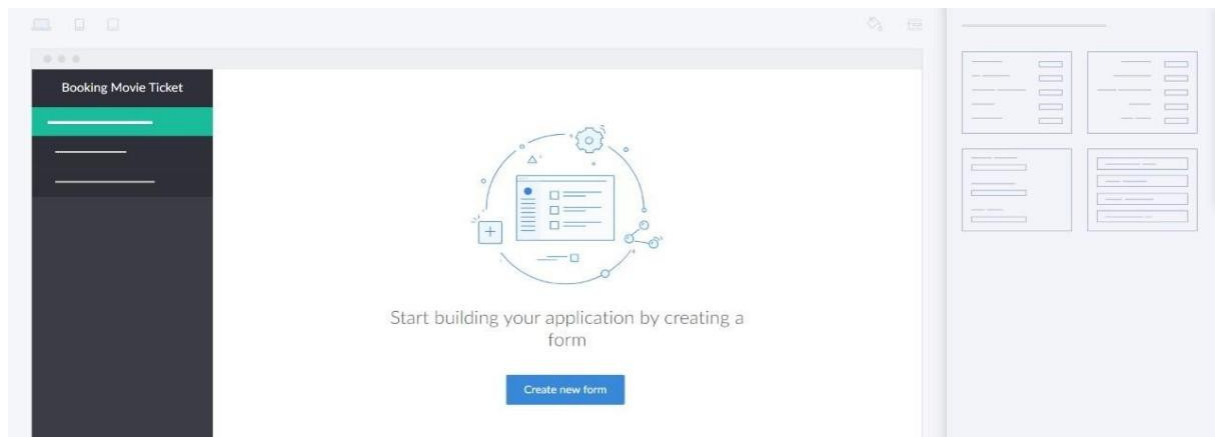 Booking Movie Ticket
Start building your application by creating a
form
Create new form